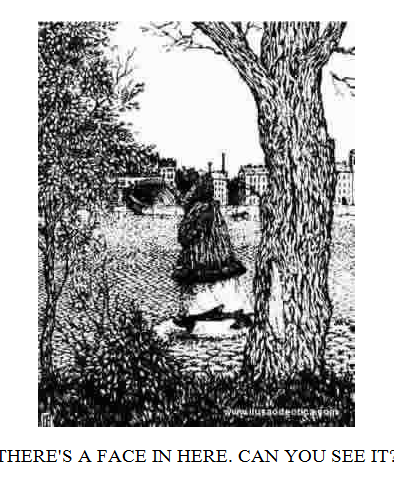 www.ilusaodeotica.com
THERE'S A FACE IN HERE. CAN YOU SEE IT?